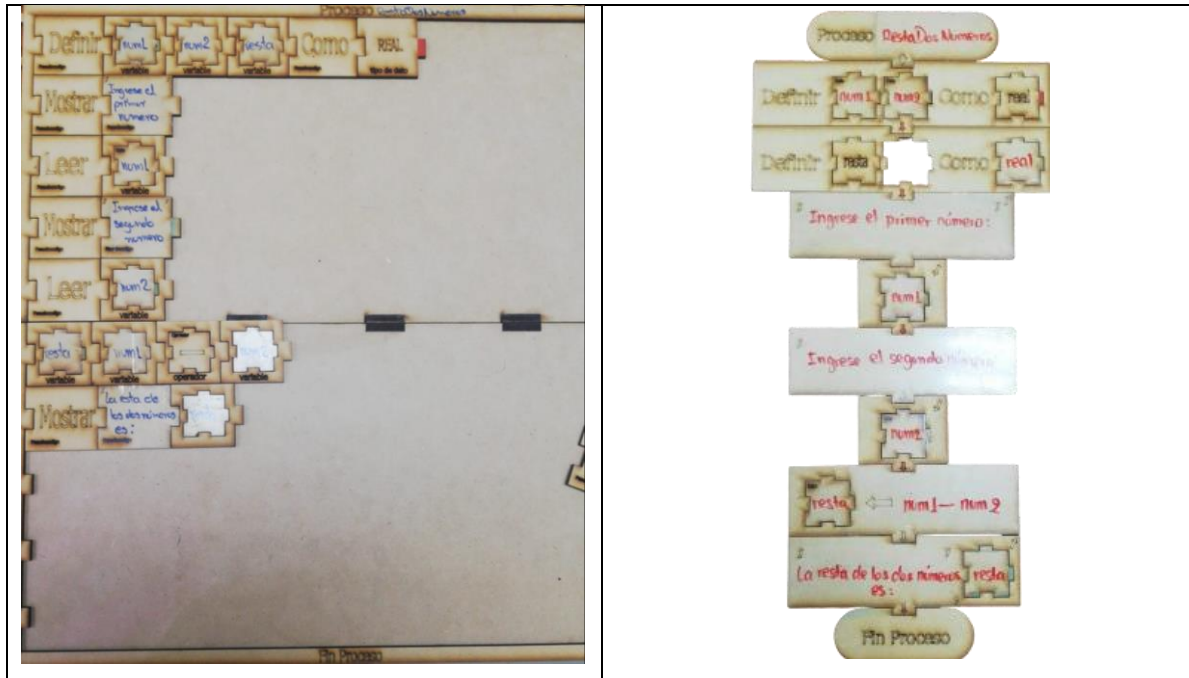 Proceso RestaDosNumeros
Definir num1 num2 resta Como REAL
variable variable variable Tipo de dato
Mostrar Ingrese el
primer
numero
Leer num1
variable
Mostrar Ingrese el
segundo
numero
Leer num2
variable
resta num1 num2
variable variable operador variable
Mostrar La resta de
los dos números
es:
Fin Proceso
Proceso RestaDosNumeros
Definir num1 num2 Como real
Definir resta Como real
Ingrese el primer número:
num1
Ingrese el segundo número
num2
resta ⇐ num1 — num2
La resta de los dos números resta
es:
Fin Proceso